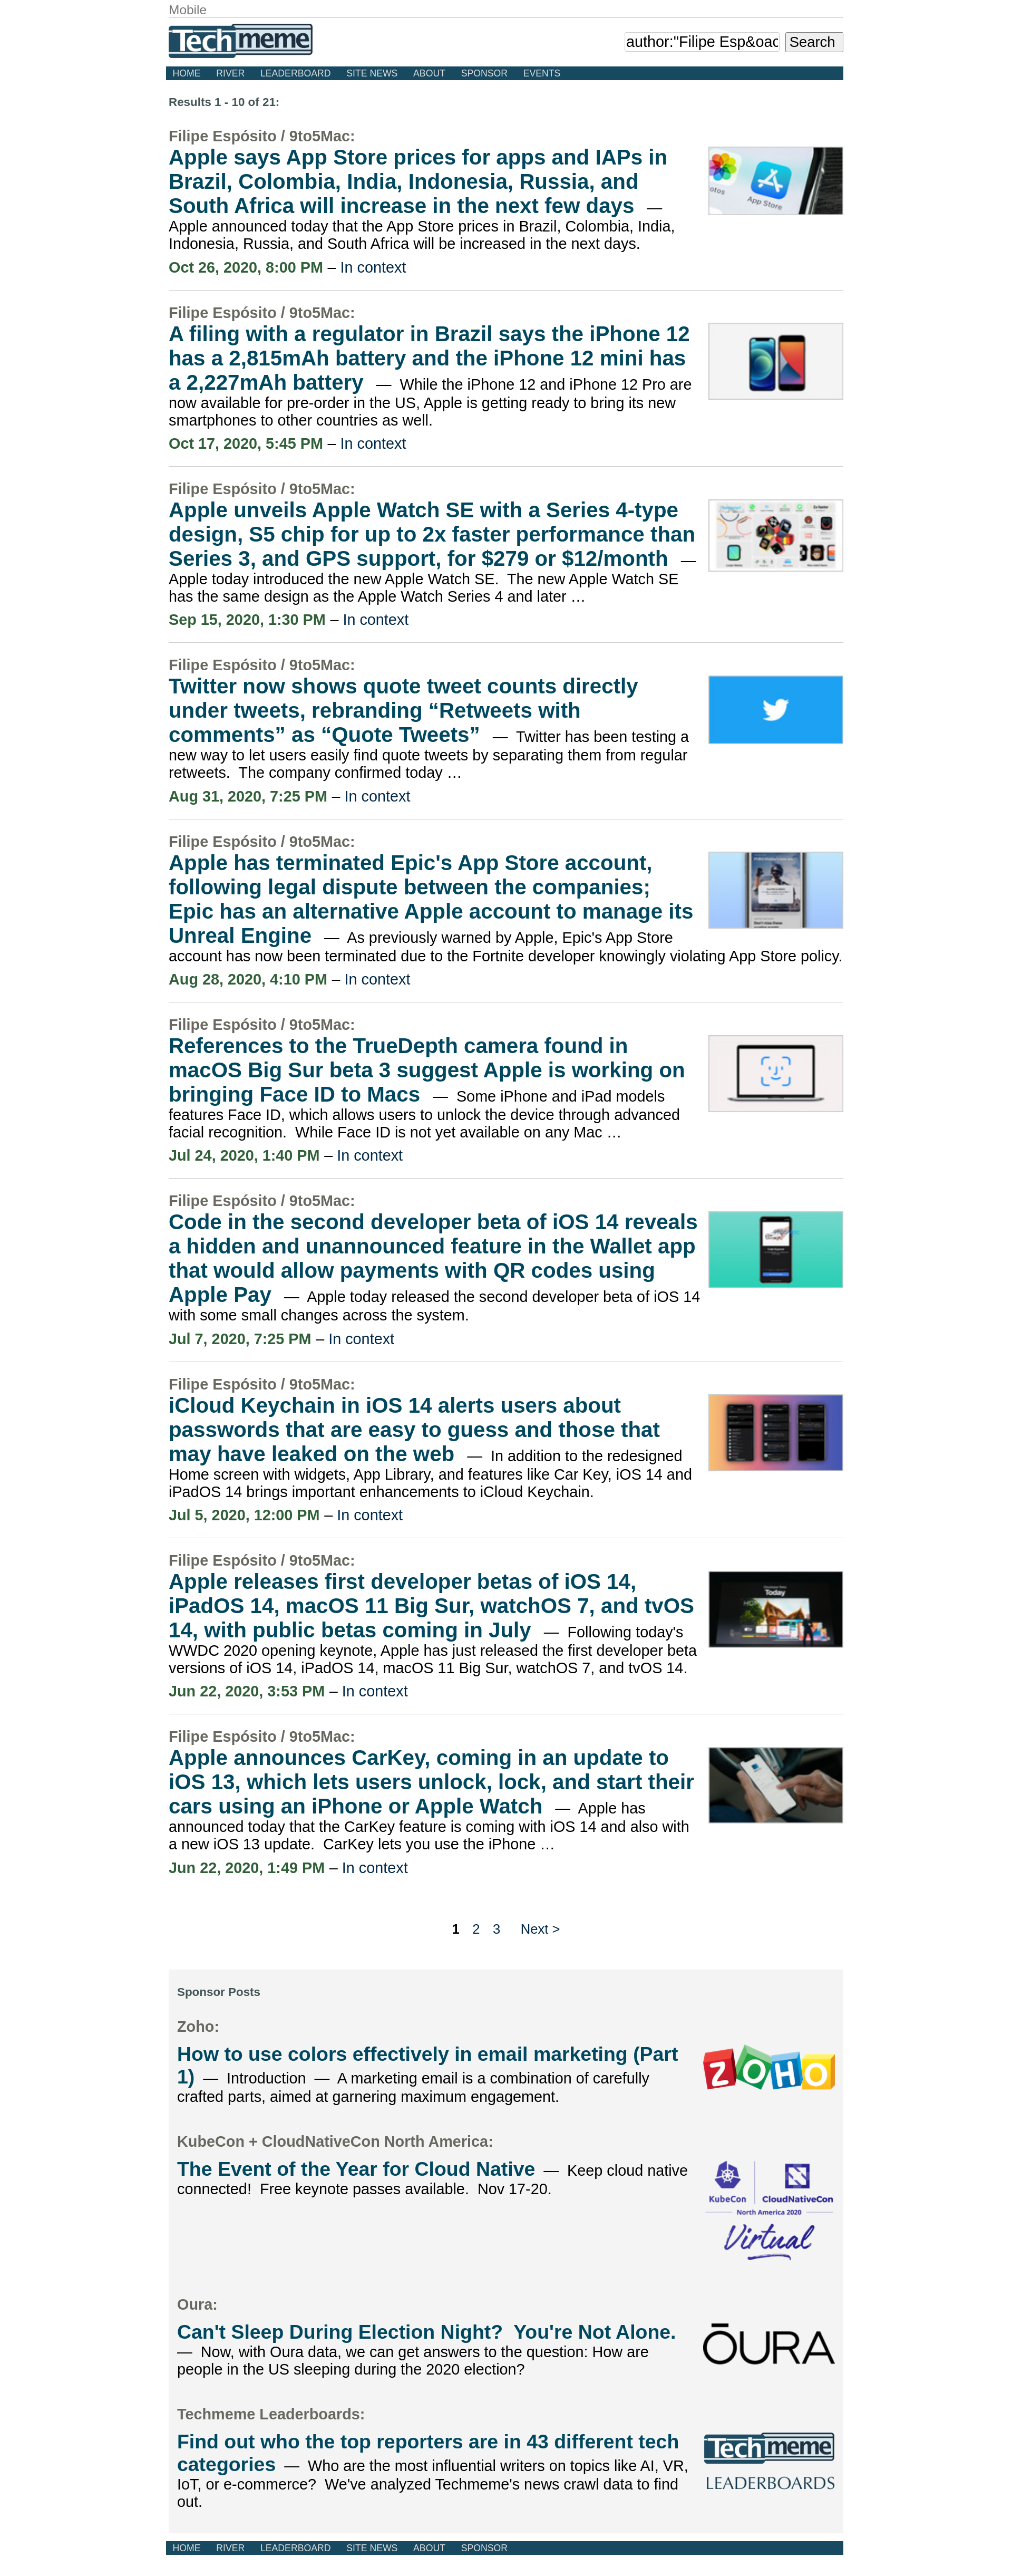 Mobile
Techmeme
author:"Filipe Esp&oac
Search
HOME RIVER LEADERBOARD SITE NEWS ABOUT SPONSOR EVENTS
Results 1 - 10 of 21:
Filipe Espósito / 9to5Mac:
Apple says App Store prices for apps and IAPs in
Brazil, Colombia, India, Indonesia, Russia, and
South Africa will increase in the next few days —
Apple announced today that the App Store prices in Brazil, Colombia, India,
Indonesia, Russia, and South Africa will be increased in the next days.
otos
App Store
Oct 26, 2020, 8:00 PM – In context
Filipe Espósito / 9to5Mac:
A filing with a regulator in Brazil says the iPhone 12
has a 2,815mAh battery and the iPhone 12 mini has
a 2,227mAh battery — While the iPhone 12 and iPhone 12 Pro are
now available for pre-order in the US, Apple is getting ready to bring its new
smartphones to other countries as well.
Oct 17, 2020, 5:45 PM – In context
Filipe Espósito / 9to5Mac:
Apple unveils Apple Watch SE with a Series 4-type
design, S5 chip for up to 2x faster performance than
Series 3, and GPS support, for $279 or $12/month —
Apple today introduced the new Apple Watch SE. The new Apple Watch SE
has the same design as the Apple Watch Series 4 and later …
Sep 15, 2020, 1:30 PM – In context
Filipe Espósito / 9to5Mac:
Twitter now shows quote tweet counts directly
under tweets, rebranding “Retweets with
comments” as “Quote Tweets” — Twitter has been testing a
new way to let users easily find quote tweets by separating them from regular
retweets. The company confirmed today …
Aug 31, 2020, 7:25 PM – In context
Filipe Espósito / 9to5Mac:
Apple has terminated Epic's App Store account,
following legal dispute between the companies;
Epic has an alternative Apple account to manage its
Unreal Engine — As previously warned by Apple, Epic's App Store
account has now been terminated due to the Fortnite developer knowingly violating App Store policy.
Aug 28, 2020, 4:10 PM – In context
Filipe Espósito / 9to5Mac:
References to the TrueDepth camera found in
macOS Big Sur beta 3 suggest Apple is working on
bringing Face ID to Macs — Some iPhone and iPad models
features Face ID, which allows users to unlock the device through advanced
facial recognition. While Face ID is not yet available on any Mac …
Jul 24, 2020, 1:40 PM – In context
Filipe Espósito / 9to5Mac:
Code in the second developer beta of iOS 14 reveals
a hidden and unannounced feature in the Wallet app
that would allow payments with QR codes using
Apple Pay — Apple today released the second developer beta of iOS 14
with some small changes across the system.
Jul 7, 2020, 7:25 PM – In context
Filipe Espósito / 9to5Mac:
iCloud Keychain in iOS 14 alerts users about
passwords that are easy to guess and those that
may have leaked on the web — In addition to the redesigned
Home screen with widgets, App Library, and features like Car Key, iOS 14 and
iPadOS 14 brings important enhancements to iCloud Keychain.
Jul 5, 2020, 12:00 PM – In context
Filipe Espósito / 9to5Mac:
Apple releases first developer betas of iOS 14,
iPadOS 14, macOS 11 Big Sur, watchOS 7, and tvOS
14, with public betas coming in July — Following today's
WWDC 2020 opening keynote, Apple has just released the first developer beta
versions of iOS 14, iPadOS 14, macOS 11 Big Sur, watchOS 7, and tvOS 14.
Today
Jun 22, 2020, 3:53 PM – In context
Filipe Espósito / 9to5Mac:
Apple announces CarKey, coming in an update to
iOS 13, which lets users unlock, lock, and start their
cars using an iPhone or Apple Watch — Apple has
announced today that the CarKey feature is coming with iOS 14 and also with
a new iOS 13 update. CarKey lets you use the iPhone …
Jun 22, 2020, 1:49 PM – In context
1 2 3 Next >
Sponsor Posts
Zoho:
How to use colors effectively in email marketing (Part
1) — Introduction — A marketing email is a combination of carefully
crafted parts, aimed at garnering maximum engagement.
ZOHO
KubeCon + CloudNativeCon North America:
The Event of the Year for Cloud Native — Keep cloud native
connected! Free keynote passes available. Nov 17-20.
KubeCon CloudNativeCon
North America 2020
Virtual
Oura:
Can't Sleep During Election Night? You're Not Alone.
— Now, with Oura data, we can get answers to the question: How are
people in the US sleeping during the 2020 election?
ŌURA
Techmeme Leaderboards:
Find out who the top reporters are in 43 different tech
categories — Who are the most influential writers on topics like AI, VR,
IoT, or e-commerce? We've analyzed Techmeme's news crawl data to find
out.
Techmeme
LEADERBOARDS
HOME RIVER LEADERBOARD SITE NEWS ABOUT SPONSOR